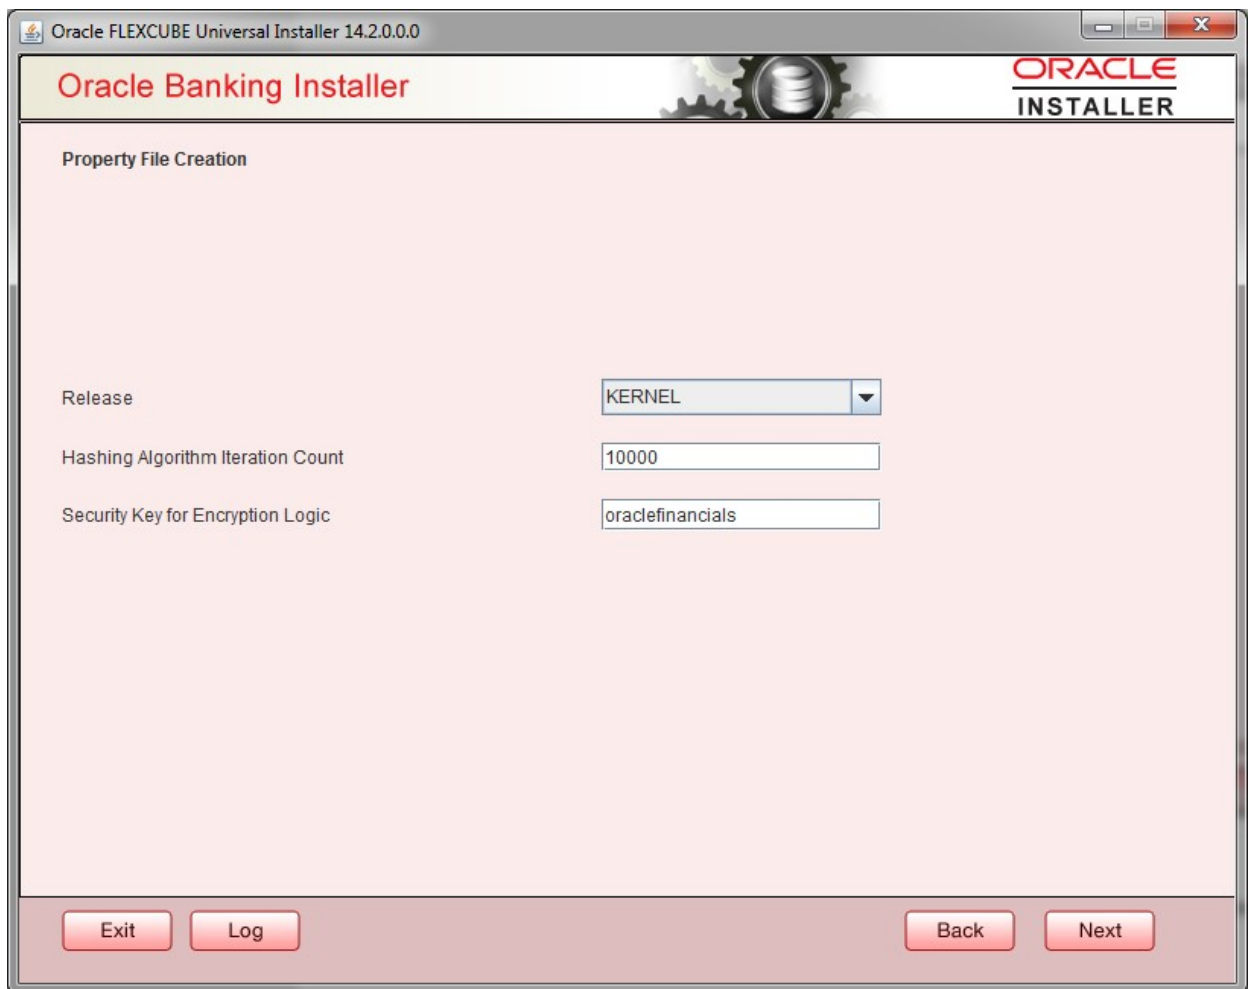 Oracle FLEXCUBE Universal Installer 14.2.0.0.0
Oracle Banking Installer
ORACLE
INSTALLER
Property File Creation
Release KERNEL
Hashing Algorithm Iteration Count 10000
Security Key for Encryption Logic oraclefinancials
Exit Log Back Next